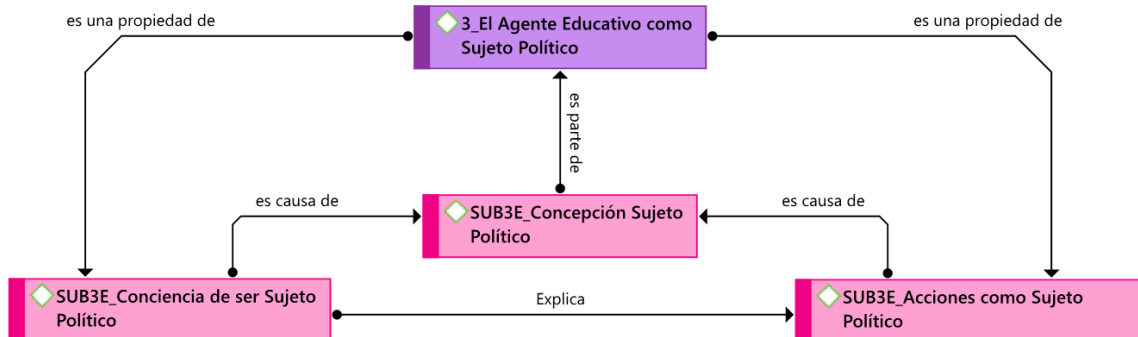 es una propiedad de
3_El Agente Educativo como
Sujeto Político
es una propiedad de
es parte de
es causa de
SUB3E_Concepción Sujeto
Político
es causa de
SUB3E_Conciencia de ser Sujeto
Político
Explica
SUB3E_Acciones como Sujeto
Político